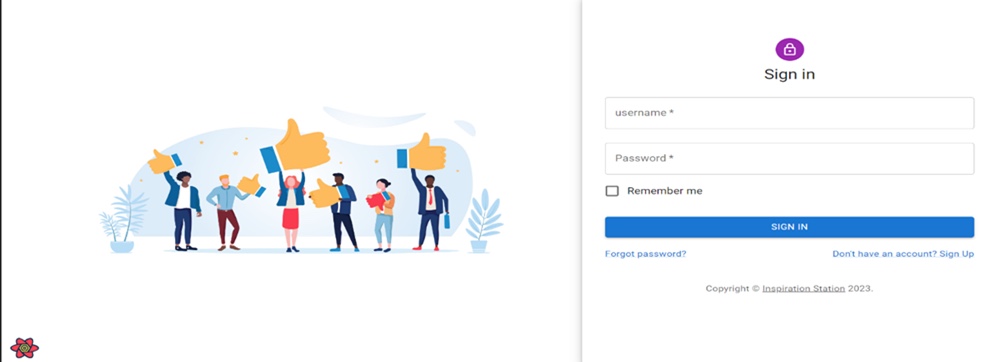 Sign in
username *
Password *
Remember me
SIGN IN
Forgot password? Don't have an account? Sign Up
Copyright © Inspiration Station 2023.